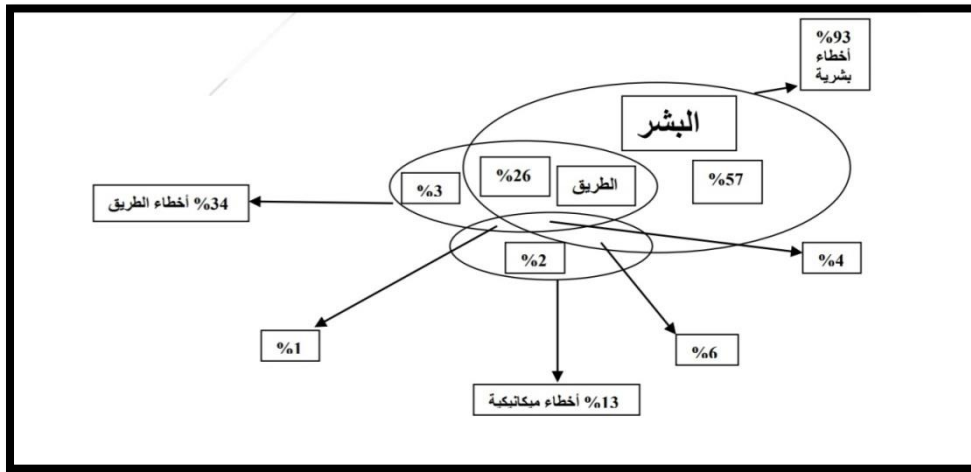 %93
أخطاء
بشرية
البشر
%57
الطريق
%26
%3
%34 أخطاء الطريق
%2
%4
%1
%6
%13 أخطاء ميكانيكية